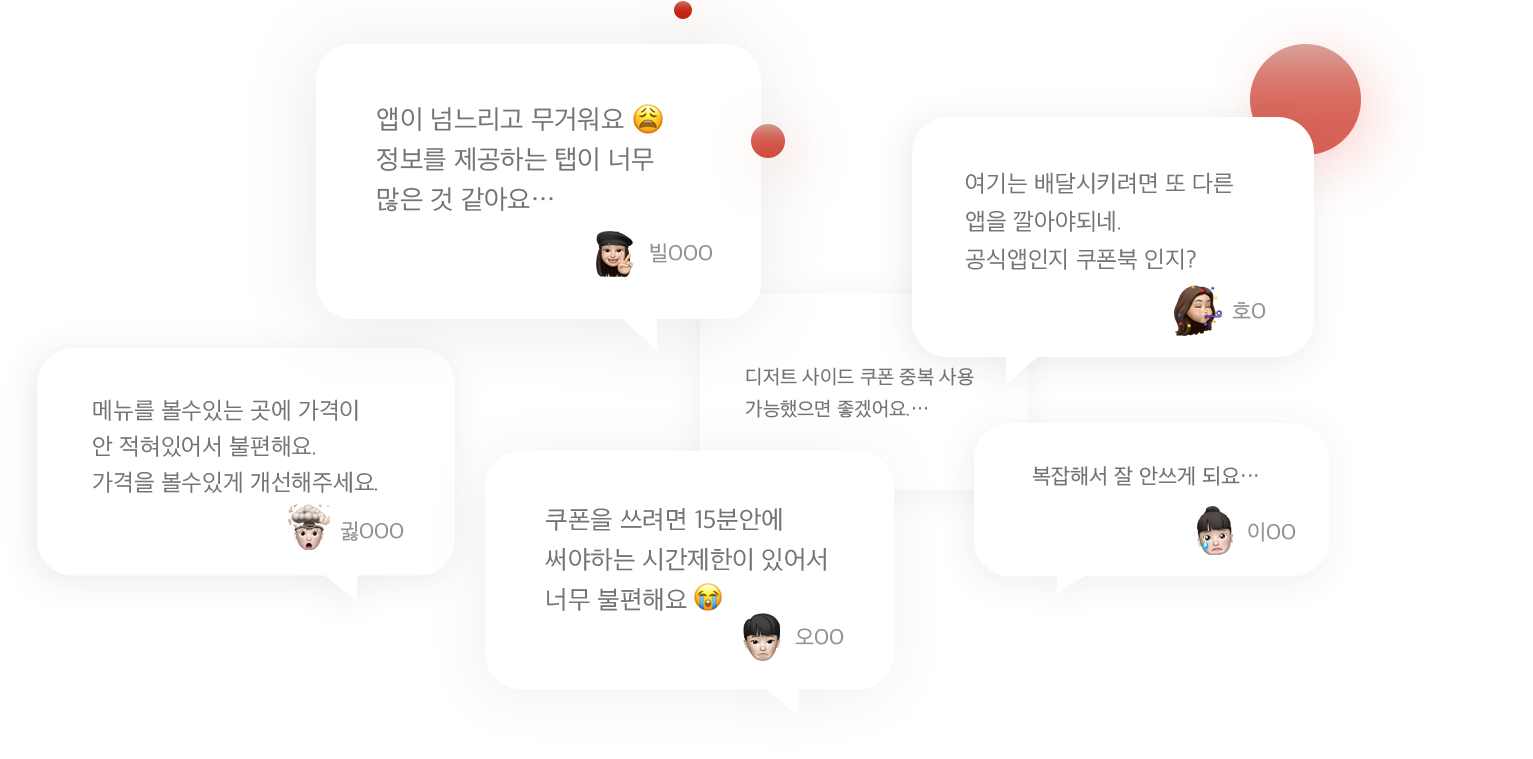 앱이 넘느리고 무거워요 😩
정보를 제공하는 탭이 너무
많은 것 같아요…
빌OOO
여기는 배달시키려면 또 다른
앱을 깔아야되네.
공식앱인지 쿠폰북 인지?
호O
디저트 사이드 쿠폰 중복 사용
가능했으면 좋겠어요.…
메뉴를 볼수있는 곳에 가격이
안 적혀있어서 불편해요.
가격을 볼수있게 개선해주세요.
궳OOO
복잡해서 잘 안쓰게 되요…
이OO
쿠폰을 쓰려면 15분안에
써야하는 시간제한이 있어서
너무 불편해요 😭
오OO